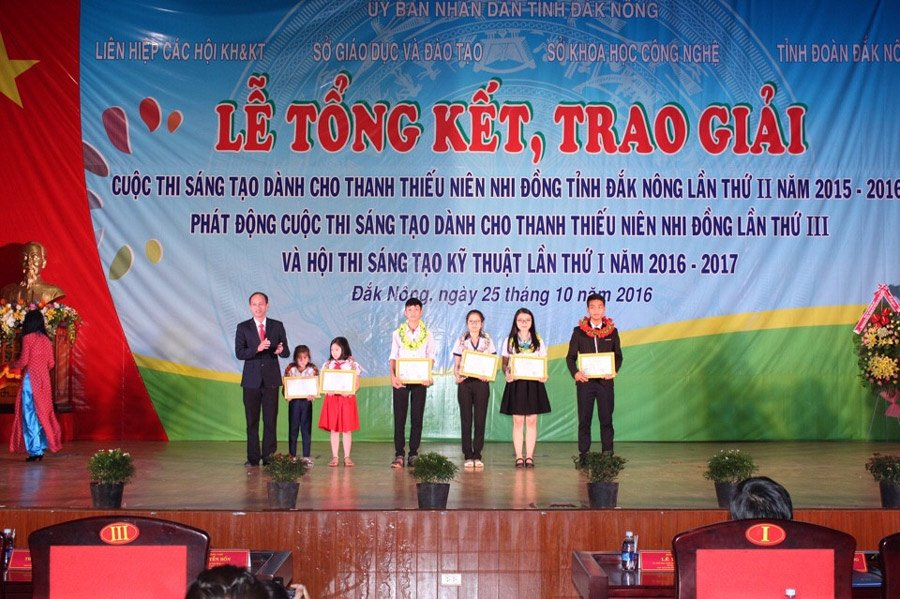 ỦY BAN NHÂN DÂN TỈNH ĐẮK NÔNG
LIÊN HIỆP CÁC HỘI KH&KT SỞ GIÁO DỤC VÀ ĐÀO TẠO SỞ KHOA HỌC CÔNG NGHỆ TỈNH ĐOÀN ĐẮK NÔ
LỄ TỔNG KẾT, TRAO GIẢI
CUỘC THI SÁNG TẠO DÀNH CHO THANH THIẾU NIÊN NHI ĐỒNG TỈNH ĐẮK NÔNG LẦN THỨ II NĂM 2015 - 2016
PHÁT ĐỘNG CUỘC THI SÁNG TẠO DÀNH CHO THANH THIẾU NIÊN NHI ĐỒNG LẦN THỨ III
VÀ HỘI THI SÁNG TẠO KỸ THUẬT LẦN THỨ I NĂM 2016 - 2017
Đắk Nông, ngày 25 tháng 10 năm 2016
III
I